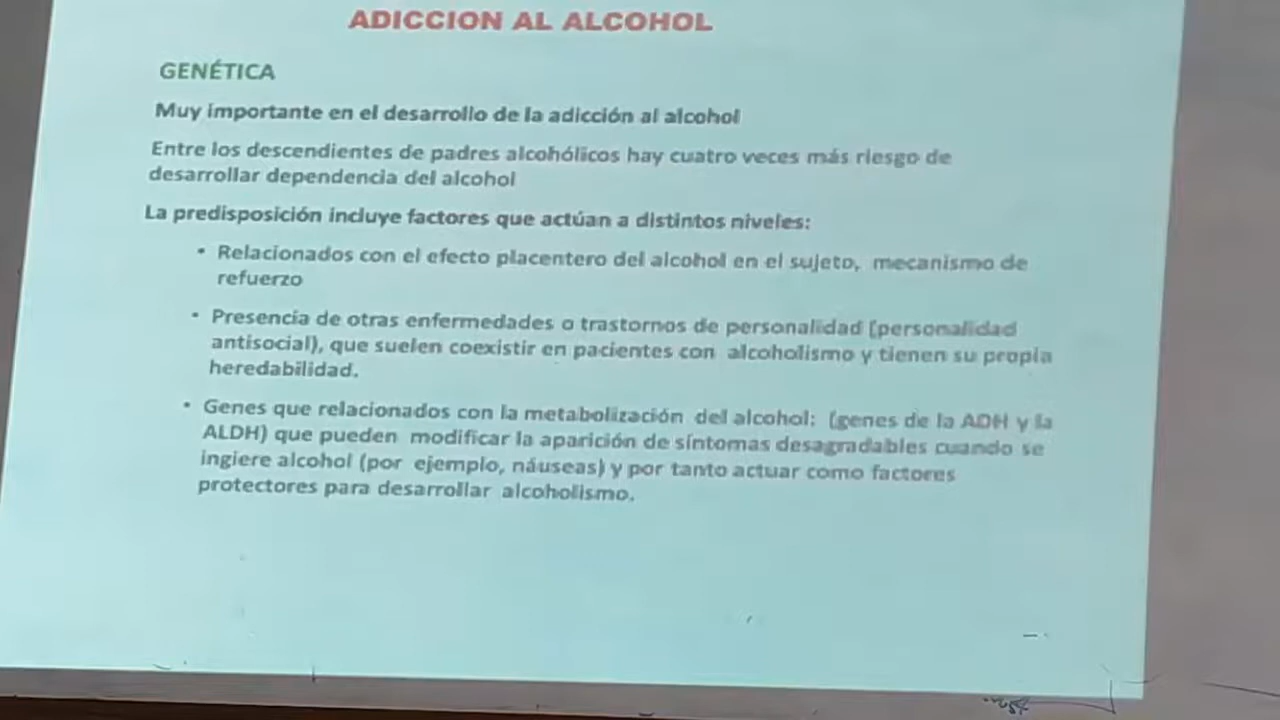 ADICCION AL ALCOHOL
GENÉTICA
Muy importante en el desarrollo de la adicción al alcohol
Entre los descendientes de padres alcohólicos hay cuatro veces más riesgo de
desarrollar dependencia del alcohol
La predisposición incluye factores que actúan a distintos niveles:
• Relacionados con el efecto placentero del alcohol en el sujeto, mecanismo de
refuerzo
• Presencia de otras enfermedades o trastornos de personalidad (personalidad
antisocial), que suelen coexistir en pacientes con alcoholismo y tienen su propia
heredabilidad.
• Genes que relacionados con la metabolización del alcohol: (genes de la ADH y la
ALDH) que pueden modificar la aparición de síntomas desagradables cuando se
ingiere alcohol (por ejemplo, náuseas) y por tanto actuar como factores
protectores para desarrollar alcoholismo.